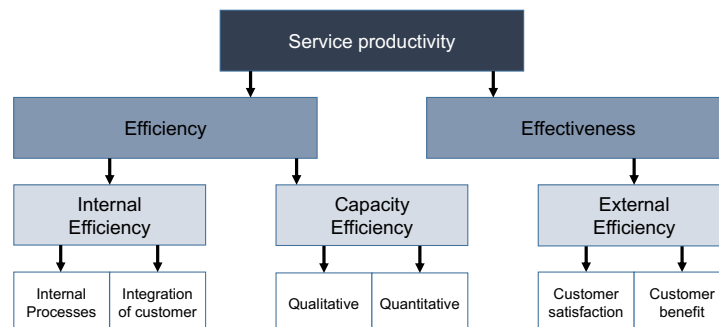 Service productivity
Efficiency
Effectiveness
Internal
Efficiency
Capacity
Efficiency
External
Efficiency
Internal
Processes
Integration
of customer
Qualitative
Quantitative
Customer
satisfaction
Customer
benefit